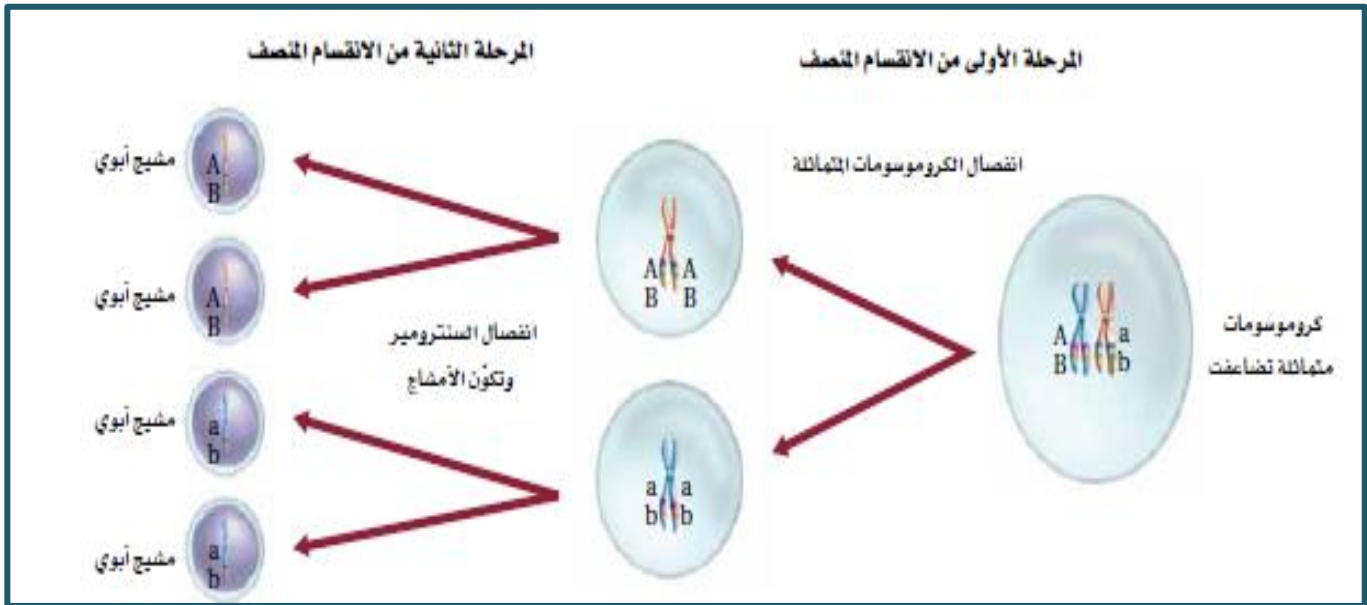 المرحلة الأولى من الانقسام المنصف
المرحلة الثانية من الانقسام المنصف
كروموسومات
متماثلة تضاعفت
A
B
a
b
انفصال الكروموسومات المتماثلة
A A
B B
a a
b b
انفصال السنترومير
وتكوّن الأمشاج
مشيج أبوي
A
B
مشيج أبوي
A
B
مشيج أبوي
a
b
مشيج أبوي
a
b